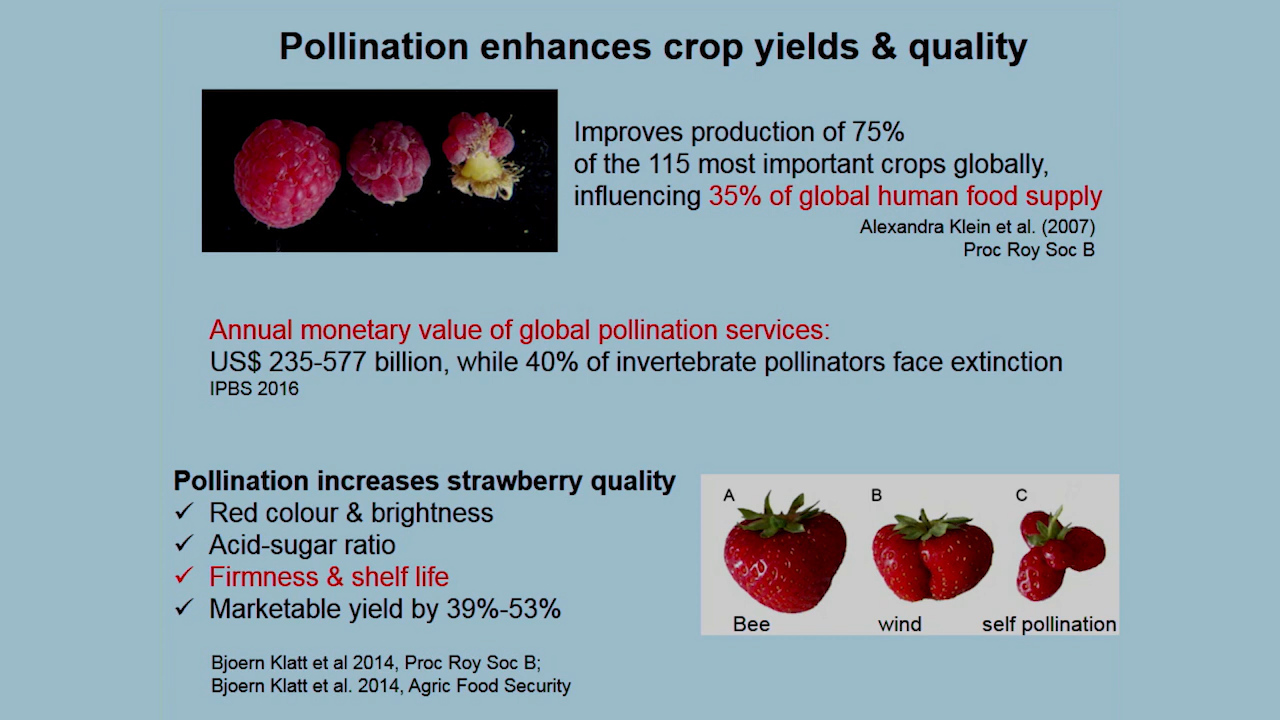 Pollination enhances crop yields & quality
Improves production of 75%
of the 115 most important crops globally,
influencing 35% of global human food supply
Alexandra Klein et al. (2007)
Proc Roy Soc B
Annual monetary value of global pollination services:
US$ 235-577 billion, while 40% of invertebrate pollinators face extinction
IPBS 2016
Pollination increases strawberry quality
✓ Red colour & brightness
✓ Acid-sugar ratio
✓ Firmness & shelf life
✓ Marketable yield by 39%-53%
A B C
Bee wind self pollination
Bjoern Klatt et al 2014, Proc Roy Soc B;
Bjoern Klatt et al. 2014, Agric Food Security